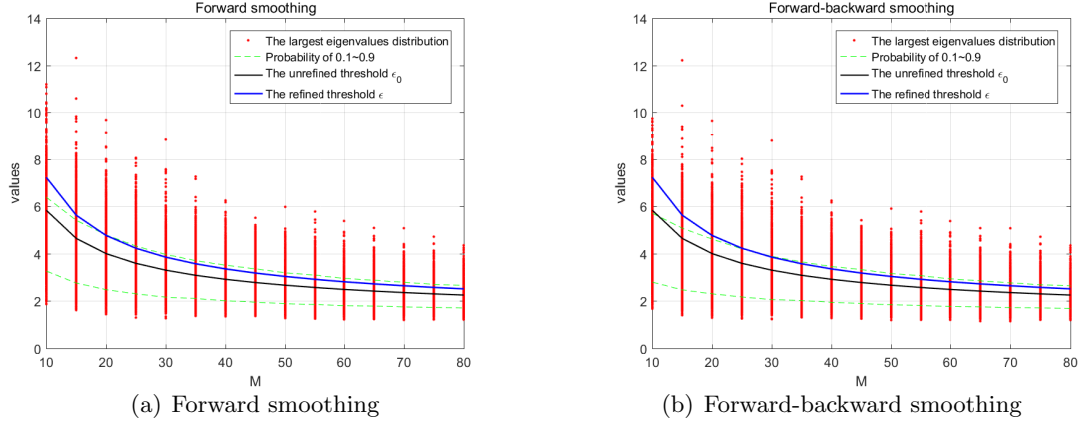 Forward smoothing
14
12
10
8
6
4
2
0
values
10 20 30 40 50 60 70 80
M
The largest eigenvalues distribution
Probability of 0.1~0.9
The unrefined threshold ϵ0
The refined threshold ϵ
(a) Forward smoothing
Forward-backward smoothing
14
12
10
8
6
4
2
0
values
10 20 30 40 50 60 70 80
M
The largest eigenvalues distribution
Probability of 0.1~0.9
The unrefined threshold ϵ0
The refined threshold ϵ
(b) Forward-backward smoothing